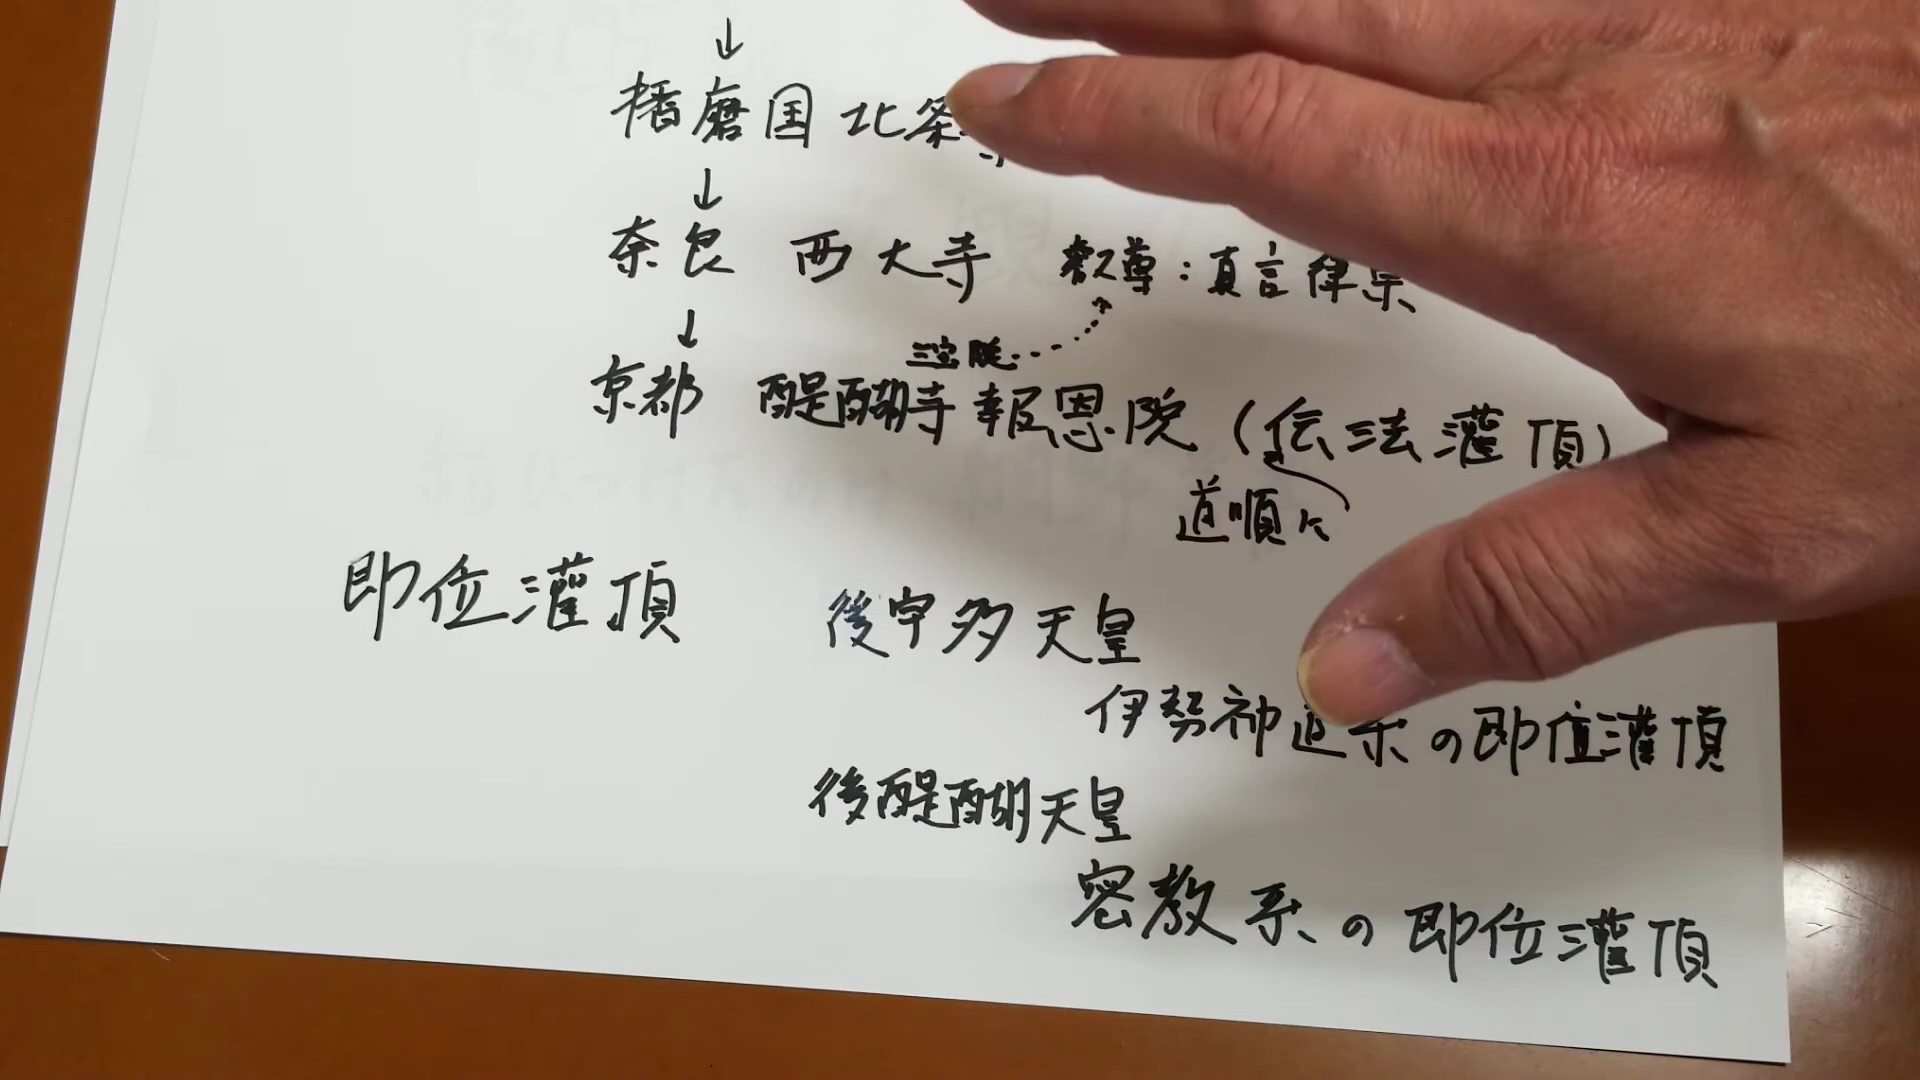 ↓
播磨国 北条
↓
奈良 西大寺 叡尊：真言律宗
↓
三宝院
京都 醍醐寺報恩院（伝法灌頂）
道順に
即位灌頂 後宇多天皇
伊勢神道系の即位灌頂
後醍醐天皇
密教系の即位灌頂